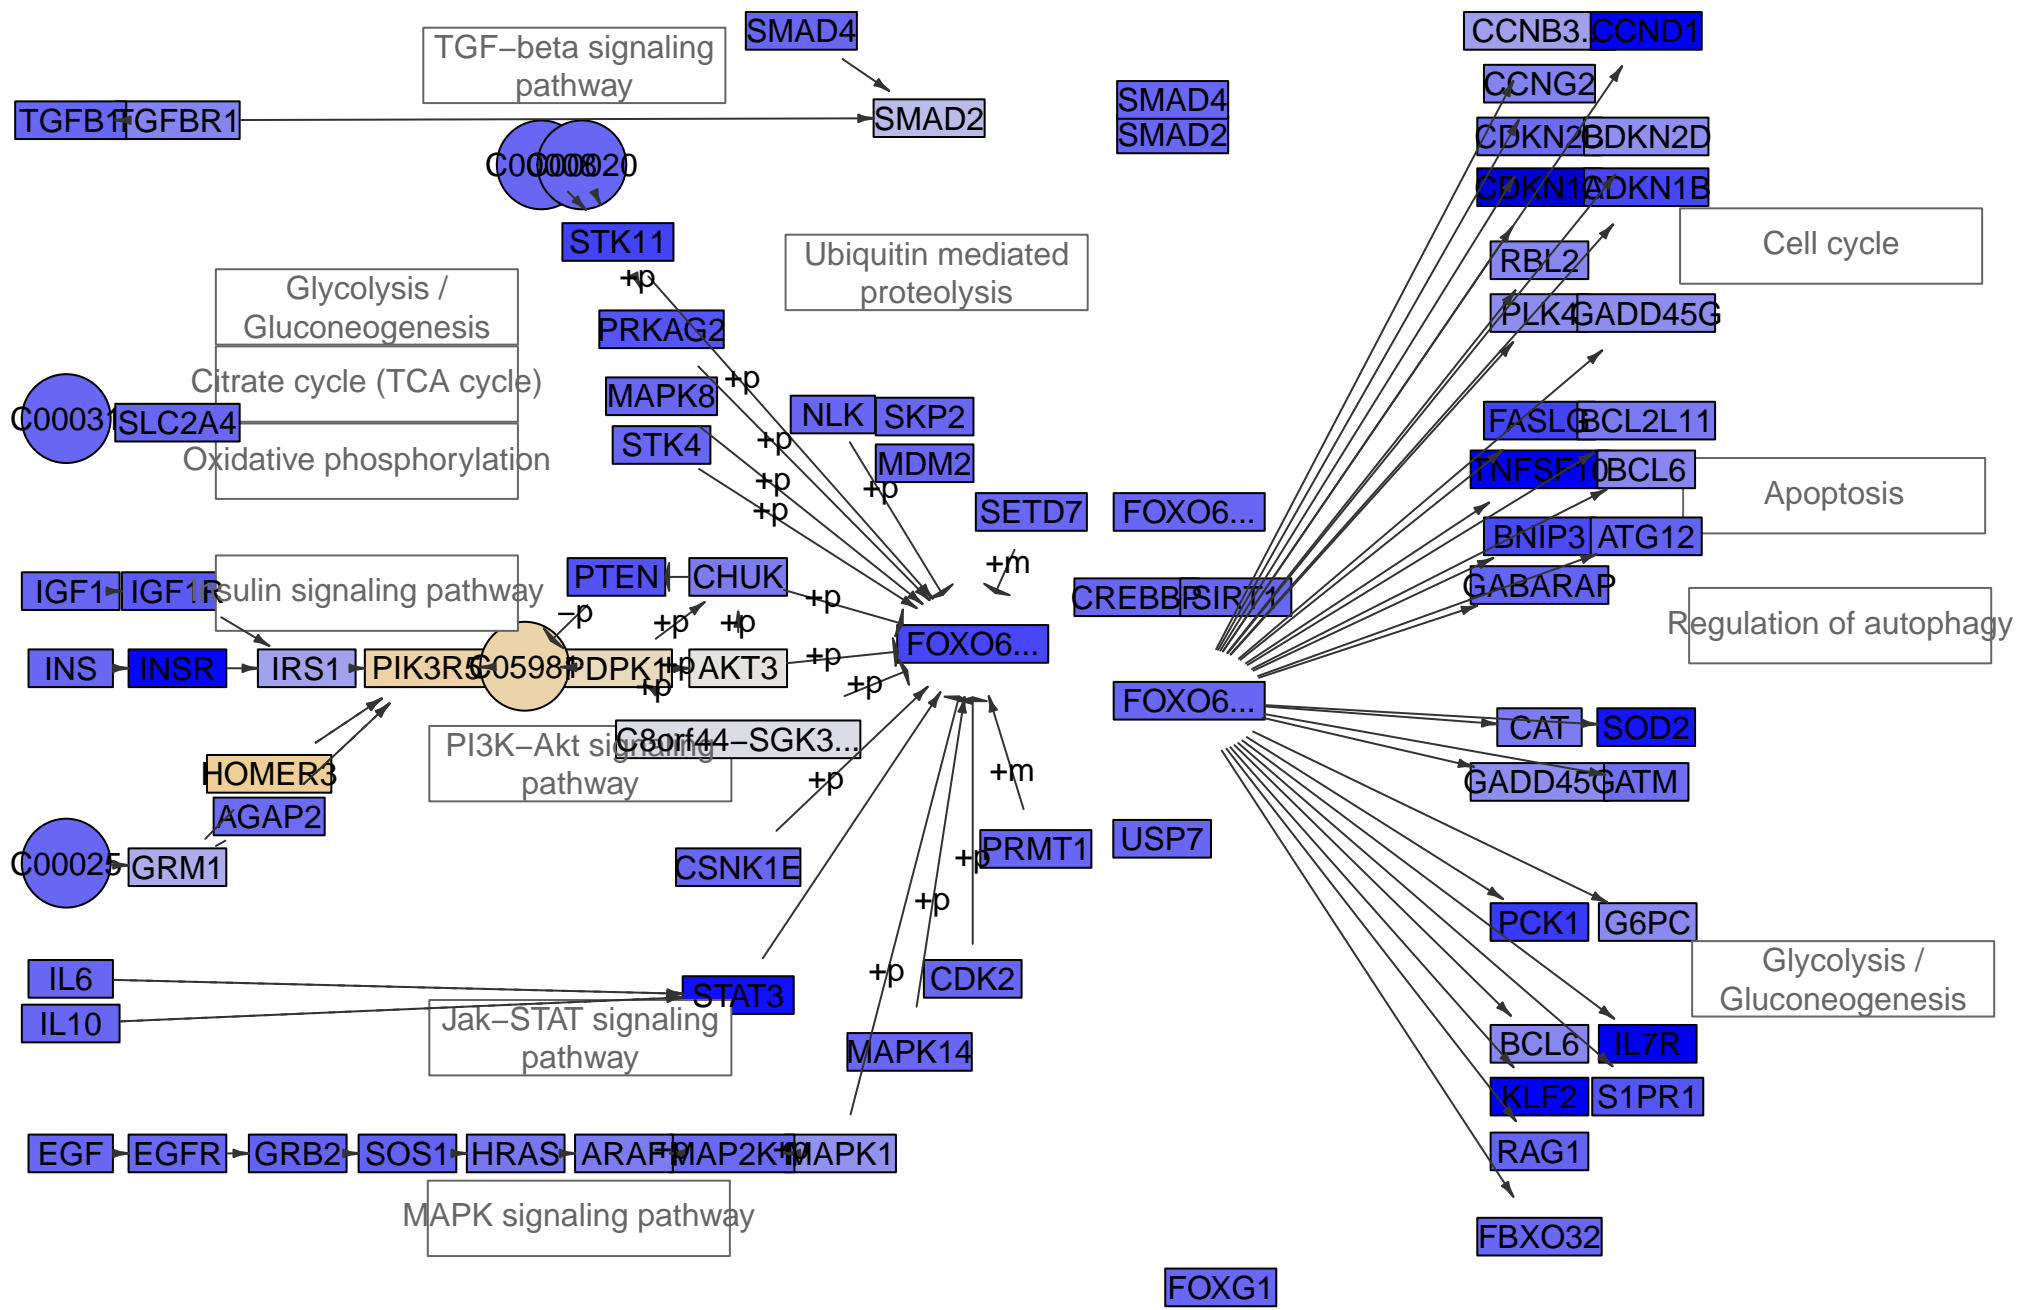 SMAD4
CCNB3...
CCND1
TGF−beta signaling
pathway
CCNG2
SMAD4
TGFB1
TGFBR1
SMAD2
SMAD2
CDKN2B
CDKN2D
C00020
CDKN1A
CDKN1B
STK11
Ubiquitin mediated
proteolysis
Cell cycle
RBL2
+p
Glycolysis /
Gluconeogenesis
PRKAG2
PLK4
GADD45G
Citrate cycle (TCA cycle)
+p
MAPK8
C00031
SLC2A4
NLK
SKP2
FASLG
BCL2L11
STK4
+p
Oxidative phosphorylation
MDM2
TNFSF10
BCL6
+p
+p
Apoptosis
+p
SETD7
FOXO6...
BNIP3
ATG12
+m
IGF1
IGF1R
Insulin signaling pathway
PTEN
CHUK
GABARAP
+p
CREBBP
SIRT1
−p
+p
+p
Regulation of autophagy
FOXO6...
INS
INSR
IRS1
PIK3R5
C05981
PDPK1
+p
AKT3
+p
+p
+p
FOXO6...
CAT
SOD2
C8orf44−SGK3...
PI3K−Akt signaling
pathway
HOMER3
+p
+m
GADD45G
ATM
AGAP2
USP7
PRMT1
C00025
GRM1
CSNK1E
+p
+p
PCK1
G6PC
IL6
+p
CDK2
Glycolysis /
Gluconeogenesis
STAT3
IL10
Jak−STAT signaling
pathway
MAPK14
BCL6
IL7R
KLF2
S1PR1
EGF
EGFR
GRB2
SOS1
HRAS
ARAF
+p
MAP2K1
+p
MAPK1
RAG1
MAPK signaling pathway
FBXO32
FOXG1